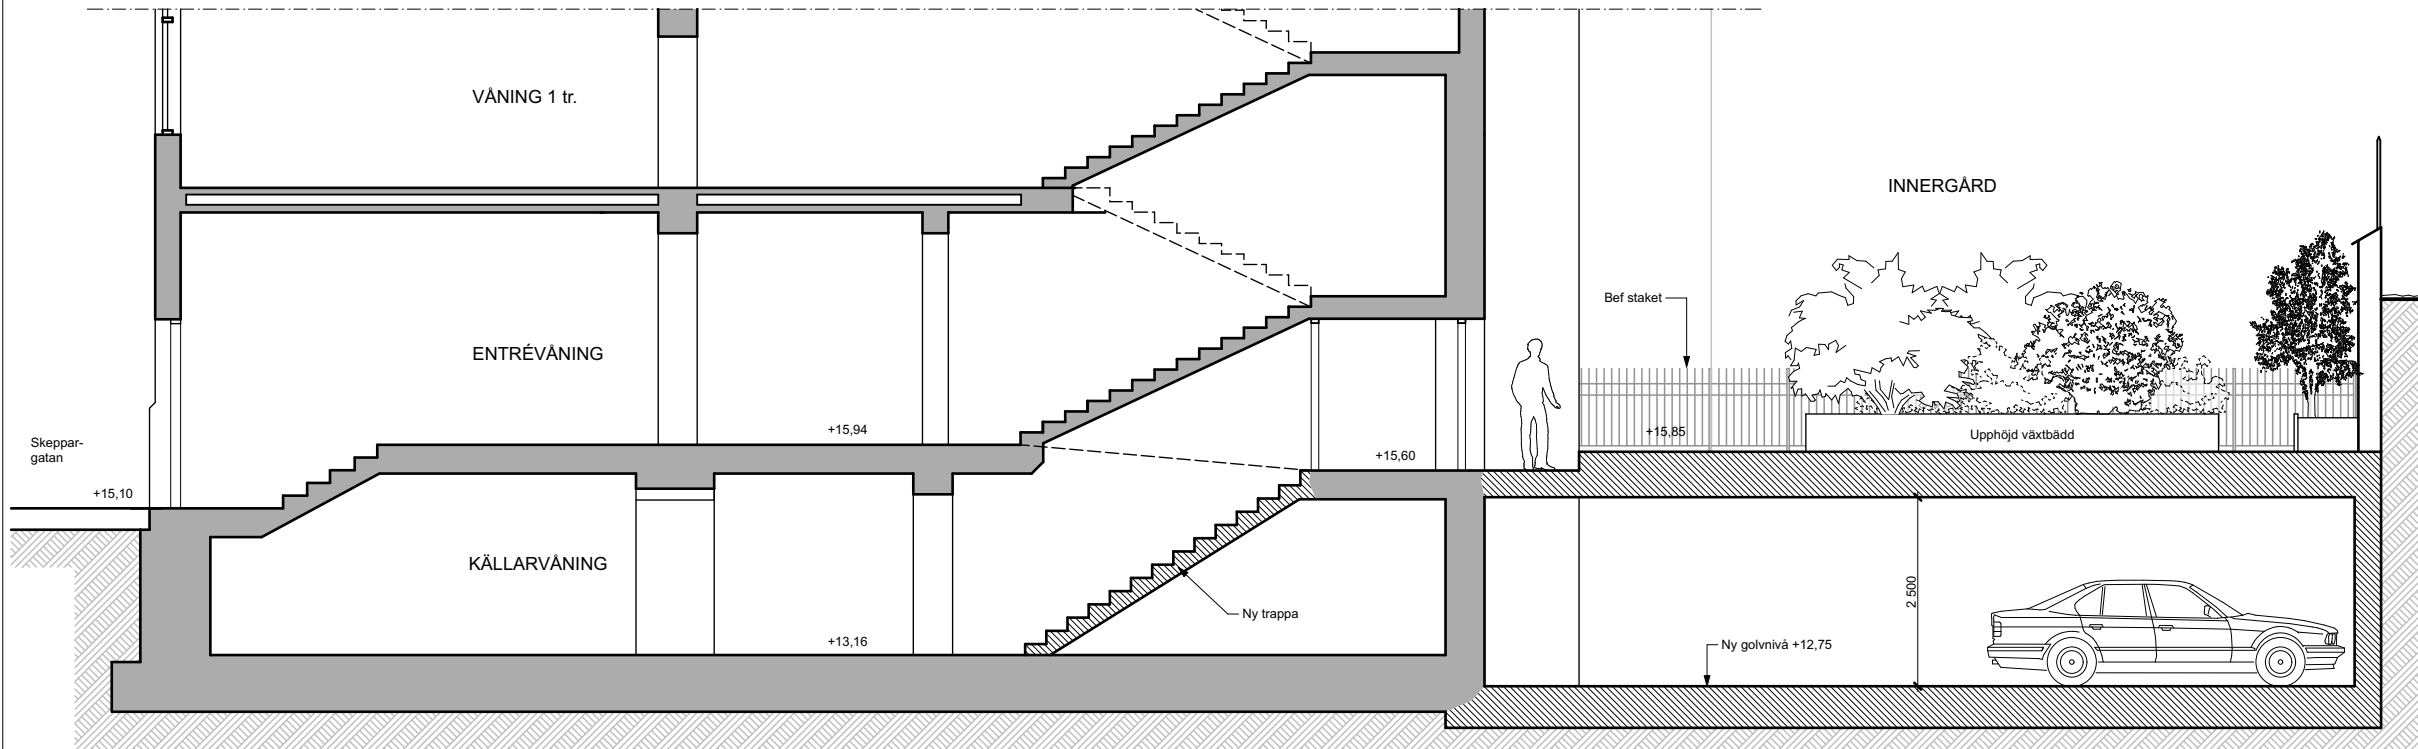 VÅNING 1 tr.
INNERGÅRD
Bef staket
ENTRÉVÅNING
+15,94
+15,85
Upphöjd växtbädd
Skeppar-
gatan
+15,60
+15,10
KÄLLARVÅNING
2 500
Ny trappa
+13,16
Ny golvnivå +12,75